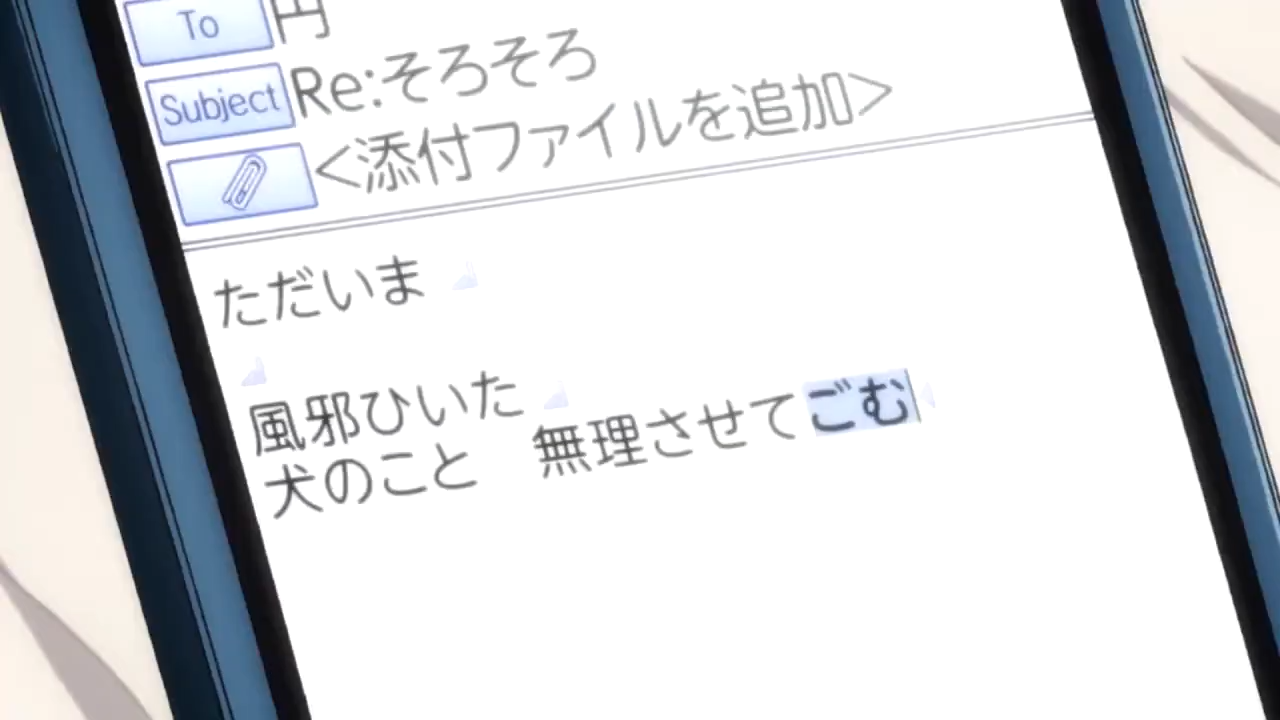 To 円
Subject Re:そろそろ
<添付ファイルを追加>
ただいま
風邪ひいた
犬のこと　無理させてごむ